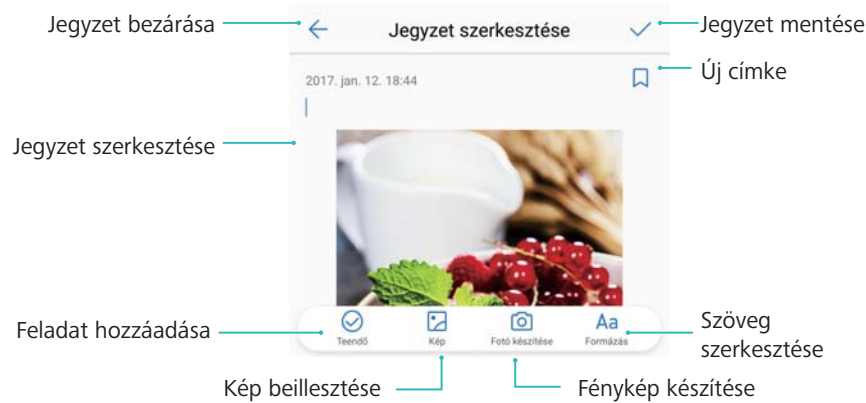 Jegyzet bezárása
Jegyzet szerkesztése
Jegyzet mentése
Új címke
2017. jan. 12. 18:44
Jegyzet szerkesztése
Feladat hozzáadása
Teendő
Kép
Fotó készítése
Aa
Formázás
Szöveg
szerkesztése
Kép beillesztése
Fénykép készítése